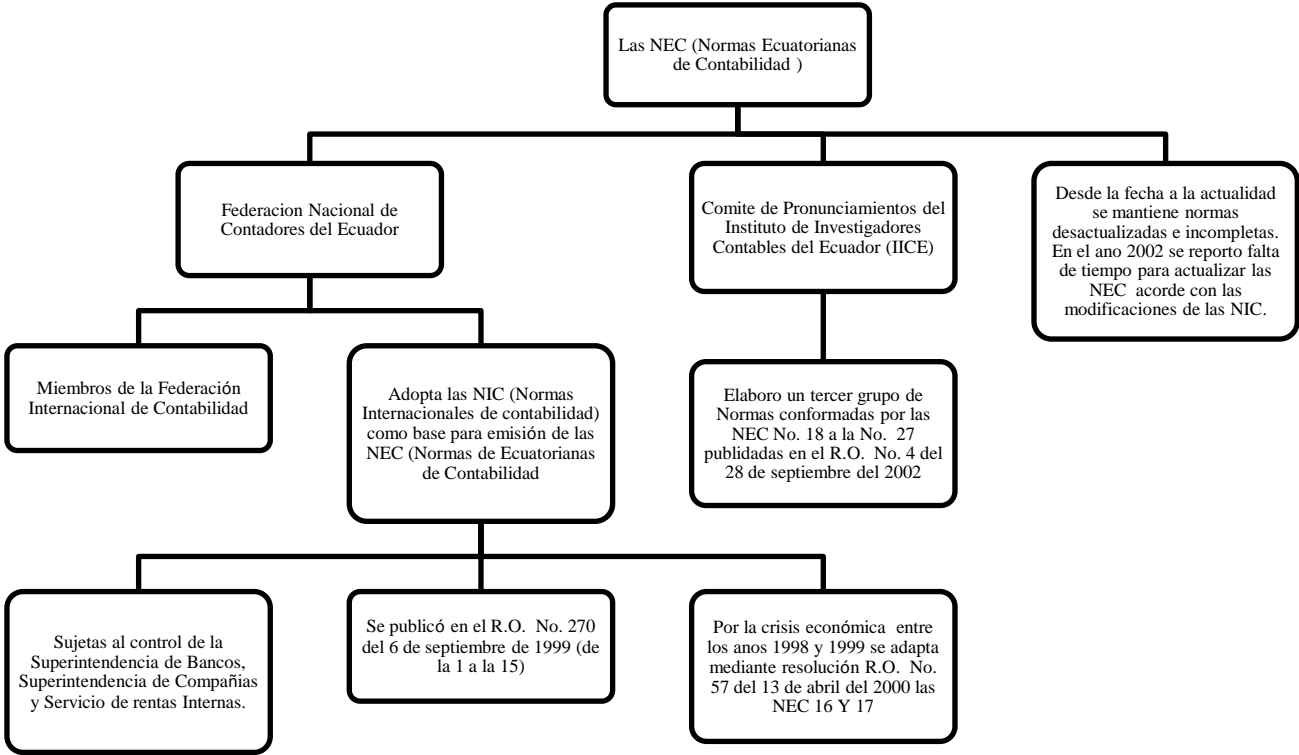 Las NEC (Normas Ecuatorianas
de Contabilidad )
Federacion Nacional de
Contadores del Ecuador
Comite de Pronunciamientos del
Instituto de Investigadores
Contables del Ecuador (IICE)
Desde la fecha a la actualidad
se mantiene normas
desactualizadas e incompletas.
En el ano 2002 se reporto falta
de tiempo para actualizar las
NEC acorde con las
modificaciones de las NIC.
Miembros de la Federación
Internacional de Contabilidad
Adopta las NIC (Normas
Internacionales de contabilidad)
como base para emisión de las
NEC (Normas de Ecuatorianas
de Contabilidad
Elaboro un tercer grupo de
Normas conformadas por las
NEC No. 18 a la No. 27
publidadas en el R.O. No. 4 del
28 de septiembre del 2002
Sujetas al control de la
Superintendencia de Bancos,
Superintendencia de Compañias
y Servicio de rentas Internas.
Se publicó en el R.O. No. 270
del 6 de septiembre de 1999 (de
la 1 a la 15)
Por la crisis económica entre
los anos 1998 y 1999 se adapta
mediante resolución R.O. No.
57 del 13 de abril del 2000 las
NEC 16 Y 17